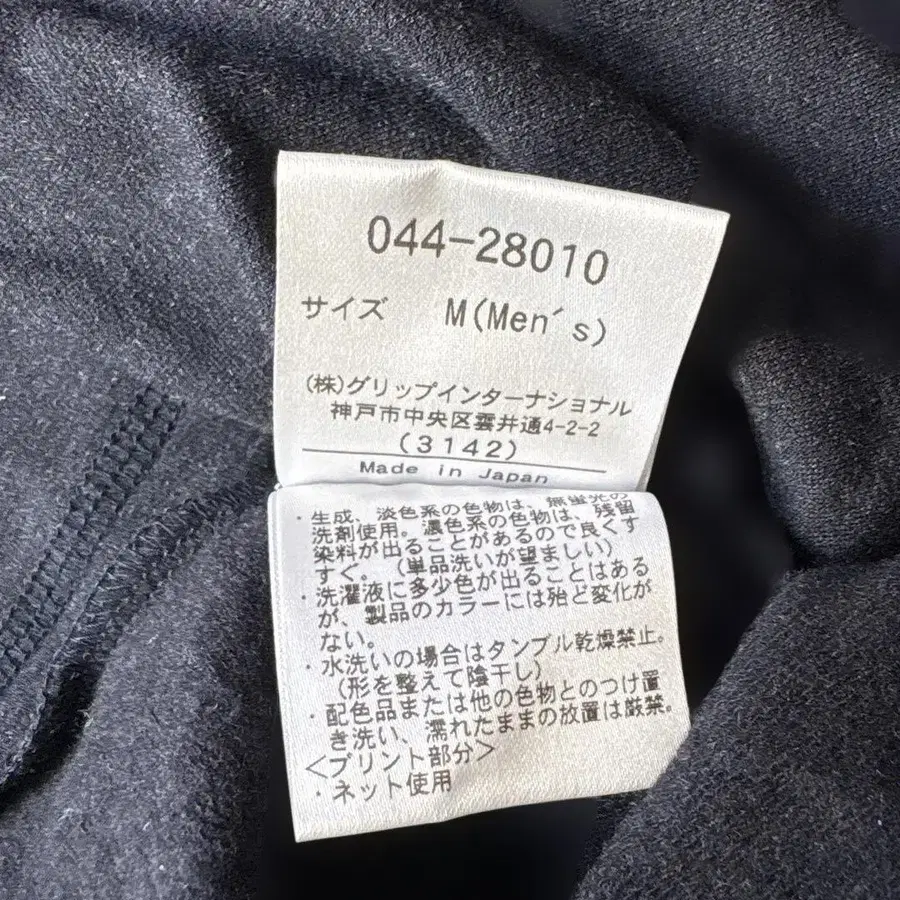 044-28010
サイズ M(Men's)
(株)グリップインターナショナル
神戸市中央区雲井通4-2-2
(3142)
Made in Japan
・生成、淡色系の色物は、無蛍光の
洗剤使用。濃色系の色物は、残留
染料が出ることがあるので良くす
すぐ。(単品洗いが望ましい)
・洗濯液に多少色が出ることはある
が、製品のカラーには殆ど変化が
ない。
・水洗いの場合はタンブル乾燥禁止。
(形を整えて陰干し)
・配色品または他の色物とのつけ置
き洗い、濡れたままの放置は厳禁。
<プリント部分>
・ネット使用